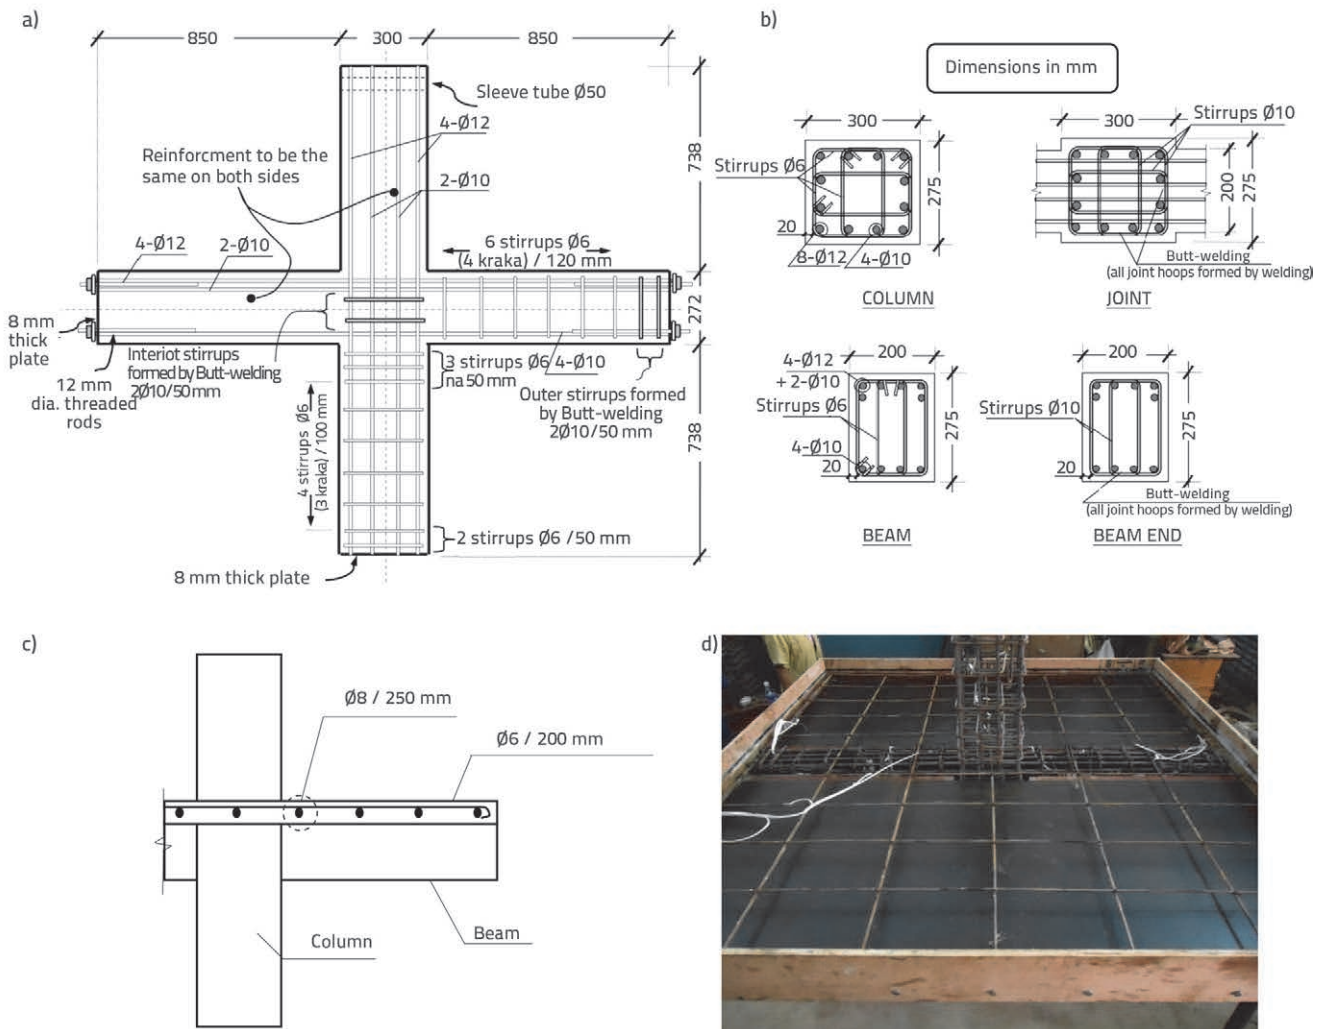 a)
850
300
850
Sleeve tube Ø50
4-Ø12
Reinforcment to be the
same on both sides
2-Ø10
738
4-Ø12
2-Ø10
6 stirrups Ø6
(4 kraka) / 120 mm
272
8 mm
thick
plate
12 mm
dia. threaded
rods
Interiot stirrups
formed by Butt-welding
2Ø10/50 mm
3 stirrups Ø6
na 50 mm
4-Ø10
Outer stirrups formed
by Butt-welding
2Ø10/50 mm
4 stirrups Ø6
(3 kraka) / 100 mm
738
2 stirrups Ø6 /50 mm
8 mm thick plate
b)
Dimensions in mm
300
Stirrups Ø6
275
20
8-Ø12
4-Ø10
COLUMN
300
Stirrups Ø10
200
275
Butt-welding
(all joint hoops formed by welding)
JOINT
200
4-Ø12
+ 2-Ø10
Stirrups Ø6
275
4-Ø10
20
BEAM
200
Stirrups Ø10
275
20
Butt-welding
(all joint hoops formed by welding)
BEAM END
c)
Ø8 / 250 mm
Ø6 / 200 mm
Column
Beam
d)